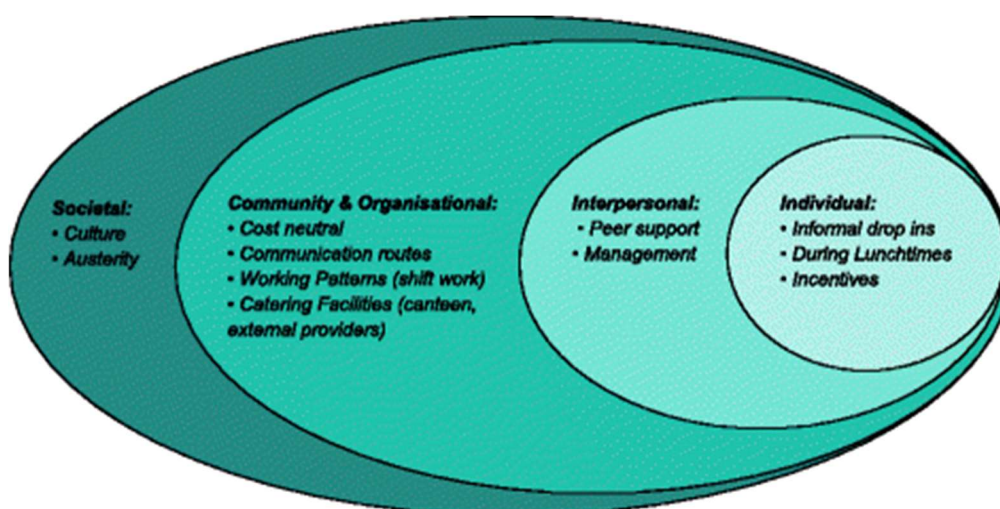 Societal:
• Culture
• Austerity
Community & Organisational:
• Cost neutral
• Communication routes
• Working Patterns (shift work)
• Catering Facilities (canteen,
external providers)
Interpersonal:
• Peer support
• Management
Individual:
• Informal drop ins
• During Lunchtimes
• Incentives